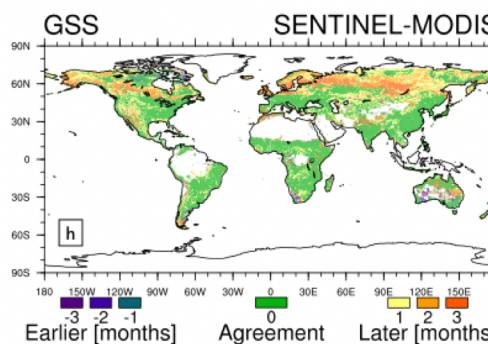 GSS SENTINEL-MODIS
90N
60N
30N
0
30S
60S
90S
h
180 150W 120W 90W 60W 30W 0 30E 60E 90E 120E 150E
-3 -2 -1 0 1 2 3
Earlier [months] Agreement Later [months]